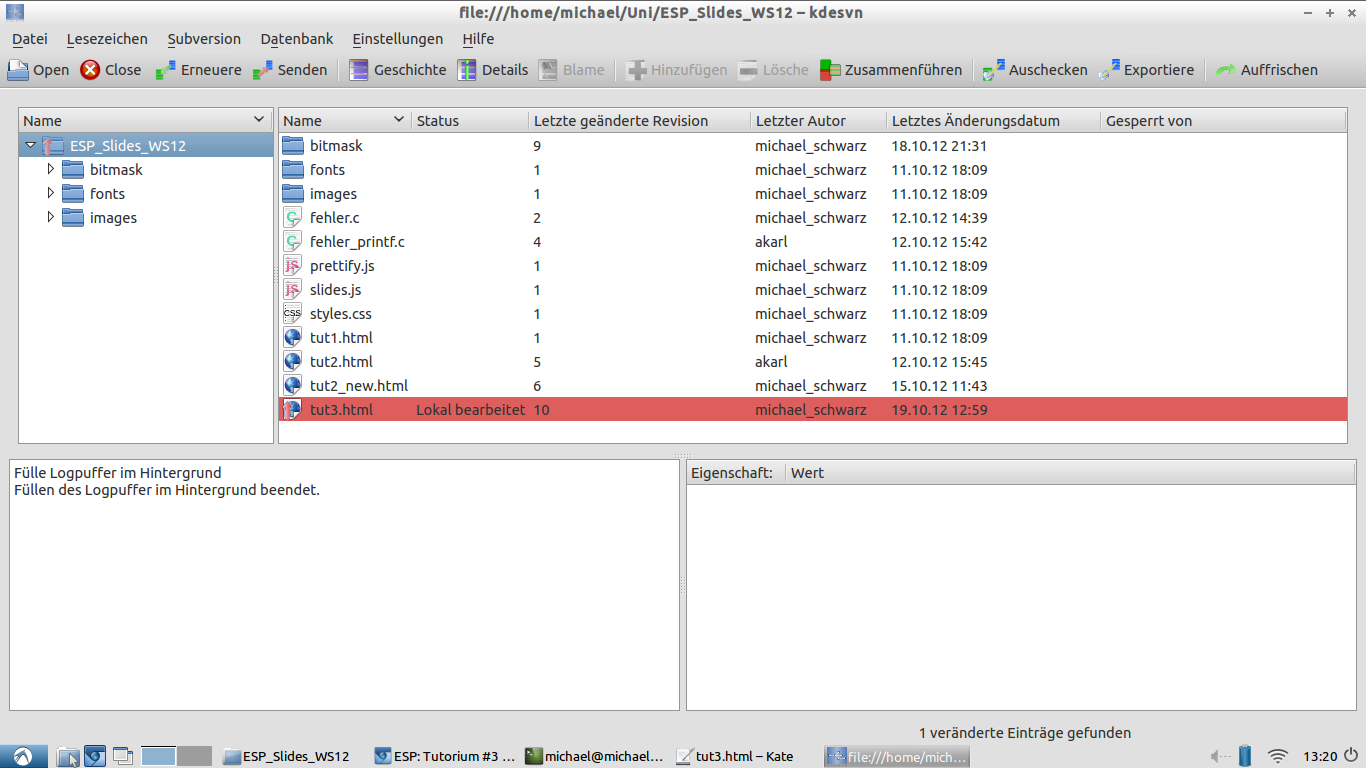 file:///home/michael/Uni/ESP_Slides_WS12 – kdesvn
Datei Lesezeichen Subversion Datenbank Einstellungen Hilfe
Open Close Erneuere Senden Geschichte Details Blame Hinzufügen Lösche Zusammenführen Auschecken Exportiere Auffrischen
Name
ESP_Slides_WS12
bitmask
fonts
images
Name Status Letzte geänderte Revision Letzter Autor Letztes Änderungsdatum Gesperrt von
bitmask 9 michael_schwarz 18.10.12 21:31
fonts 1 michael_schwarz 11.10.12 18:09
images 1 michael_schwarz 11.10.12 18:09
fehler.c 2 michael_schwarz 12.10.12 14:39
fehler_printf.c 4 akarl 12.10.12 15:42
prettify.js 1 michael_schwarz 11.10.12 18:09
slides.js 1 michael_schwarz 11.10.12 18:09
styles.css 1 michael_schwarz 11.10.12 18:09
tut1.html 1 michael_schwarz 11.10.12 18:09
tut2.html 5 akarl 12.10.12 15:45
tut2_new.html 6 michael_schwarz 15.10.12 11:43
tut3.html Lokal bearbeitet 10 michael_schwarz 19.10.12 12:59
Fülle Logpuffer im Hintergrund
Füllen des Logpuffer im Hintergrund beendet.
Eigenschaft: Wert
1 veränderte Einträge gefunden
ESP_Slides_WS12 ESP: Tutorium #3 ... michael@michael... tut3.html – Kate file:///home/mich... 13:20